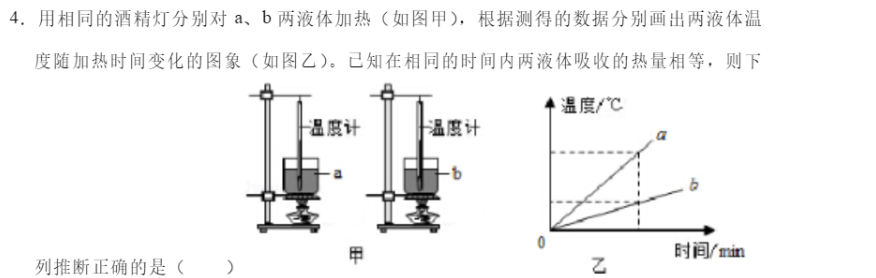 4．用相同的酒精灯分别对 a、b 两液体加热（如图甲），根据测得的数据分别画出两液体温
度随加热时间变化的图象（如图乙）。已知在相同的时间内两液体吸收的热量相等，则下
温度计
a
温度计
b
甲
温度/℃
a
b
0
时间/min
乙
列推断正确的是（　　）